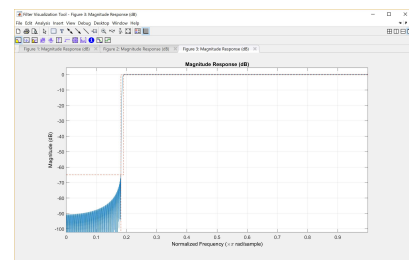 Filter Visualization Tool - Figure 3: Magnitude Response (dB)
File Edit Analysis Insert View Debug Desktop Window Help
Figure 1: Magnitude Response (dB)
Figure 2: Magnitude Response (dB)
Figure 3: Magnitude Response (dB)
Magnitude Response (dB)
0
-10
-20
-30
-40
-50
-60
-70
-80
-90
-100
Magnitude (dB)
0 0.1 0.2 0.3 0.4 0.5 0.6 0.7 0.8 0.9
Normalized Frequency (×π rad/sample)